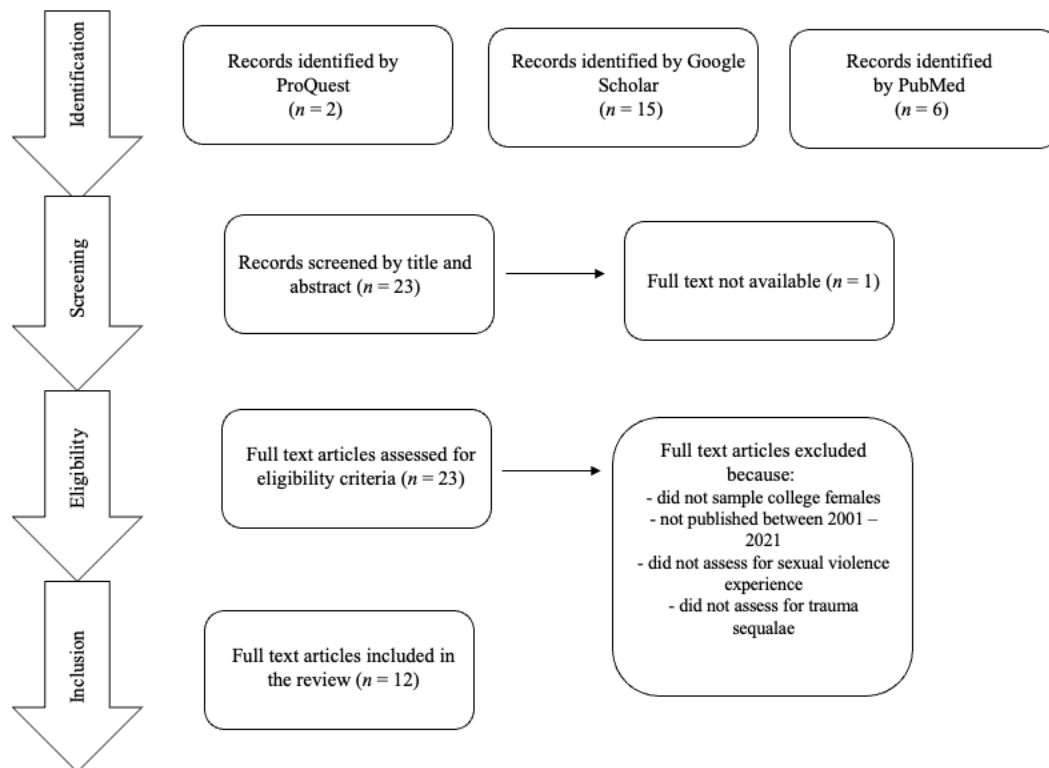 Identification
Records identified by
ProQuest
(n = 2)
Records identified by Google
Scholar
(n = 15)
Records identified
by PubMed
(n = 6)
Screening
Records screened by title and
abstract (n = 23)
Full text not available (n = 1)
Eligibility
Full text articles assessed for
eligibility criteria (n = 23)
Full text articles excluded
because:
- did not sample college females
- not published between 2001 –
2021
- did not assess for sexual violence
experience
- did not assess for trauma
sequalae
Inclusion
Full text articles included in
the review (n = 12)